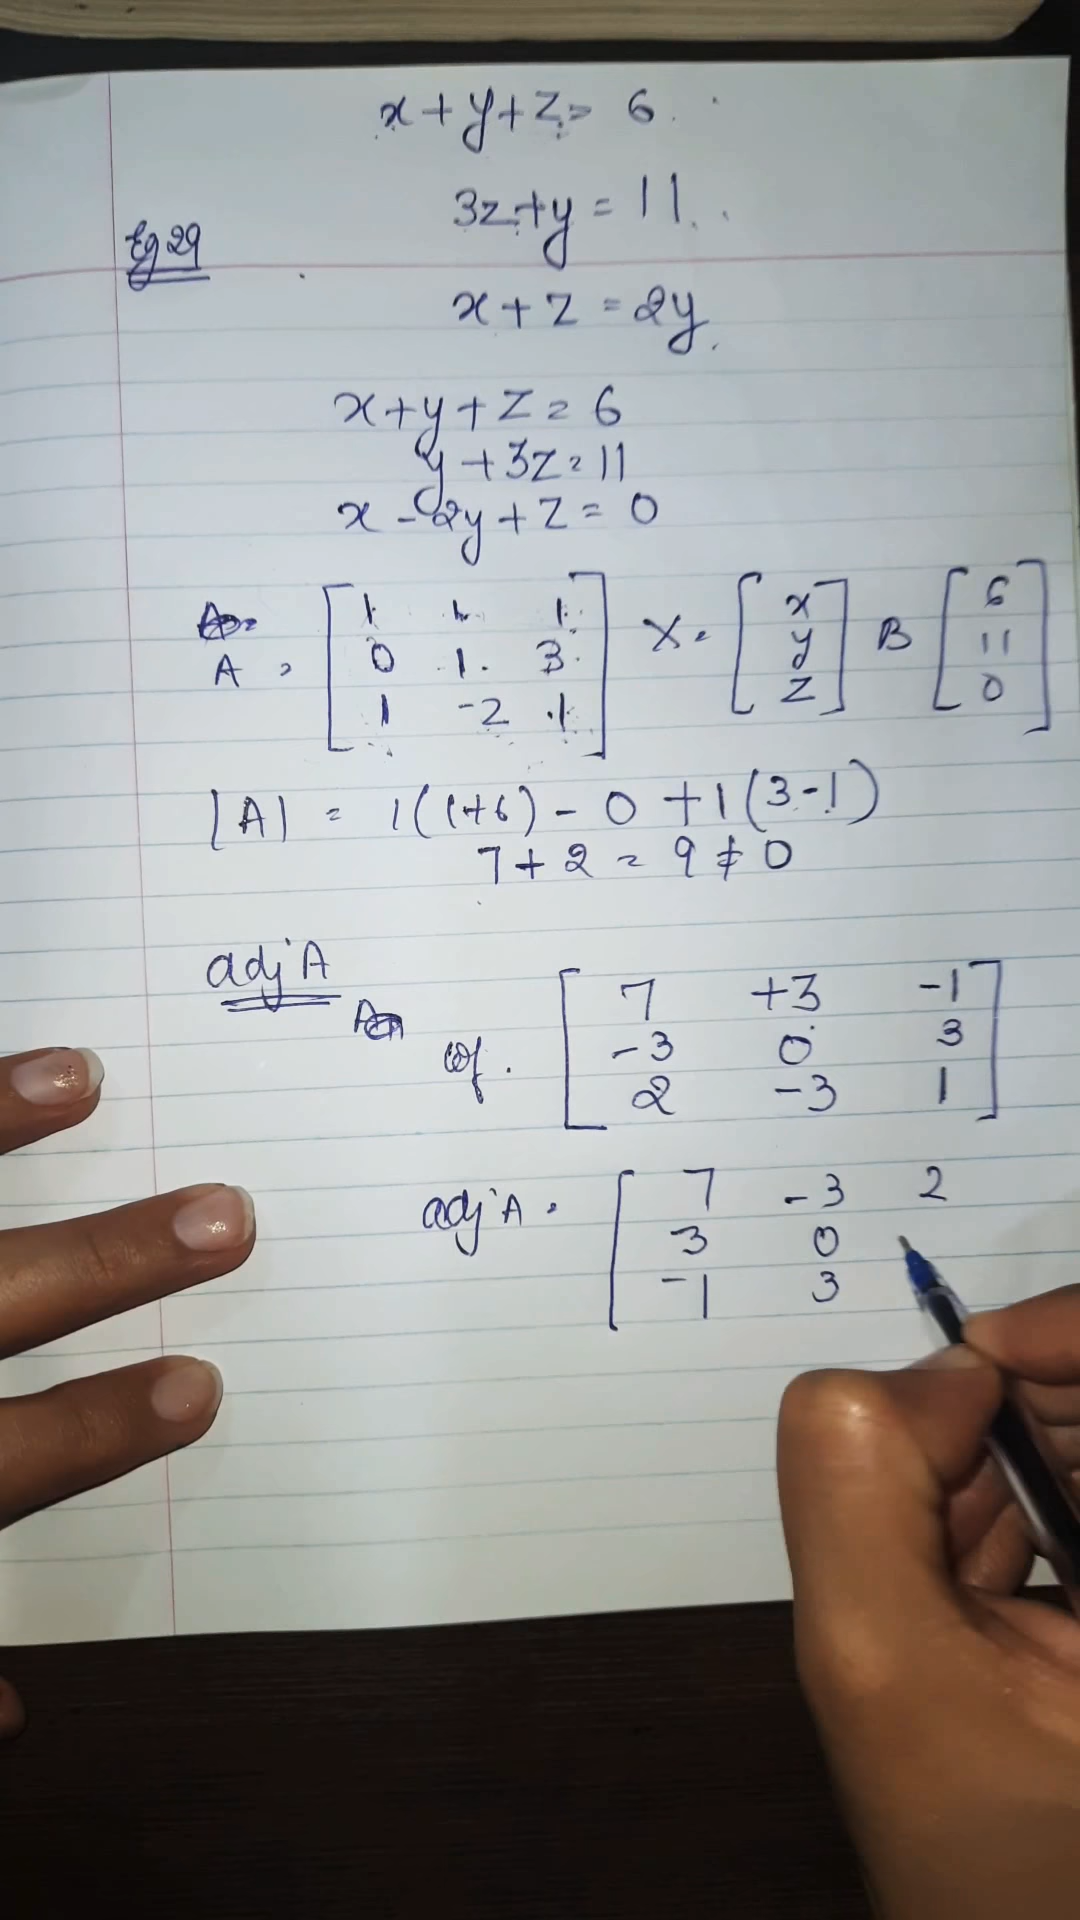 x + y + z = 6
3z + y = 11
Eg 29
x + z = 2y
x + y + z = 6
y + 3z = 11
x - 2y + z = 0
A = [ 1 1 1
0 1 3
1 -2 1 ] X = [ x
y
z ] B [ 6
11
0 ]
|A| = 1(1+6) - 0 + 1(3-1)
7 + 2 = 9 ≠ 0
adj A
cof. [ 7 +3 -1
-3 0 3
2 -3 1 ]
adj A = [ 7 -3 2
3 0
-1 3